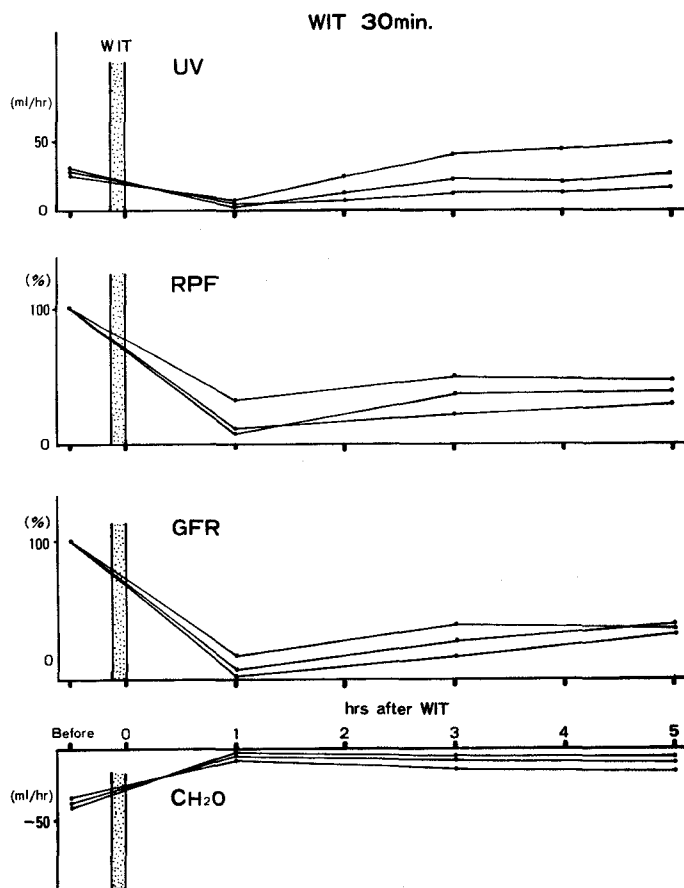 WIT 30min.
WIT
UV
(ml/hr)
50
0
(%)
RPF
100
0
(%)
GFR
100
0
hrs after WIT
Before 0 1 2 3 4 5
(ml/hr)
CH2O
-50